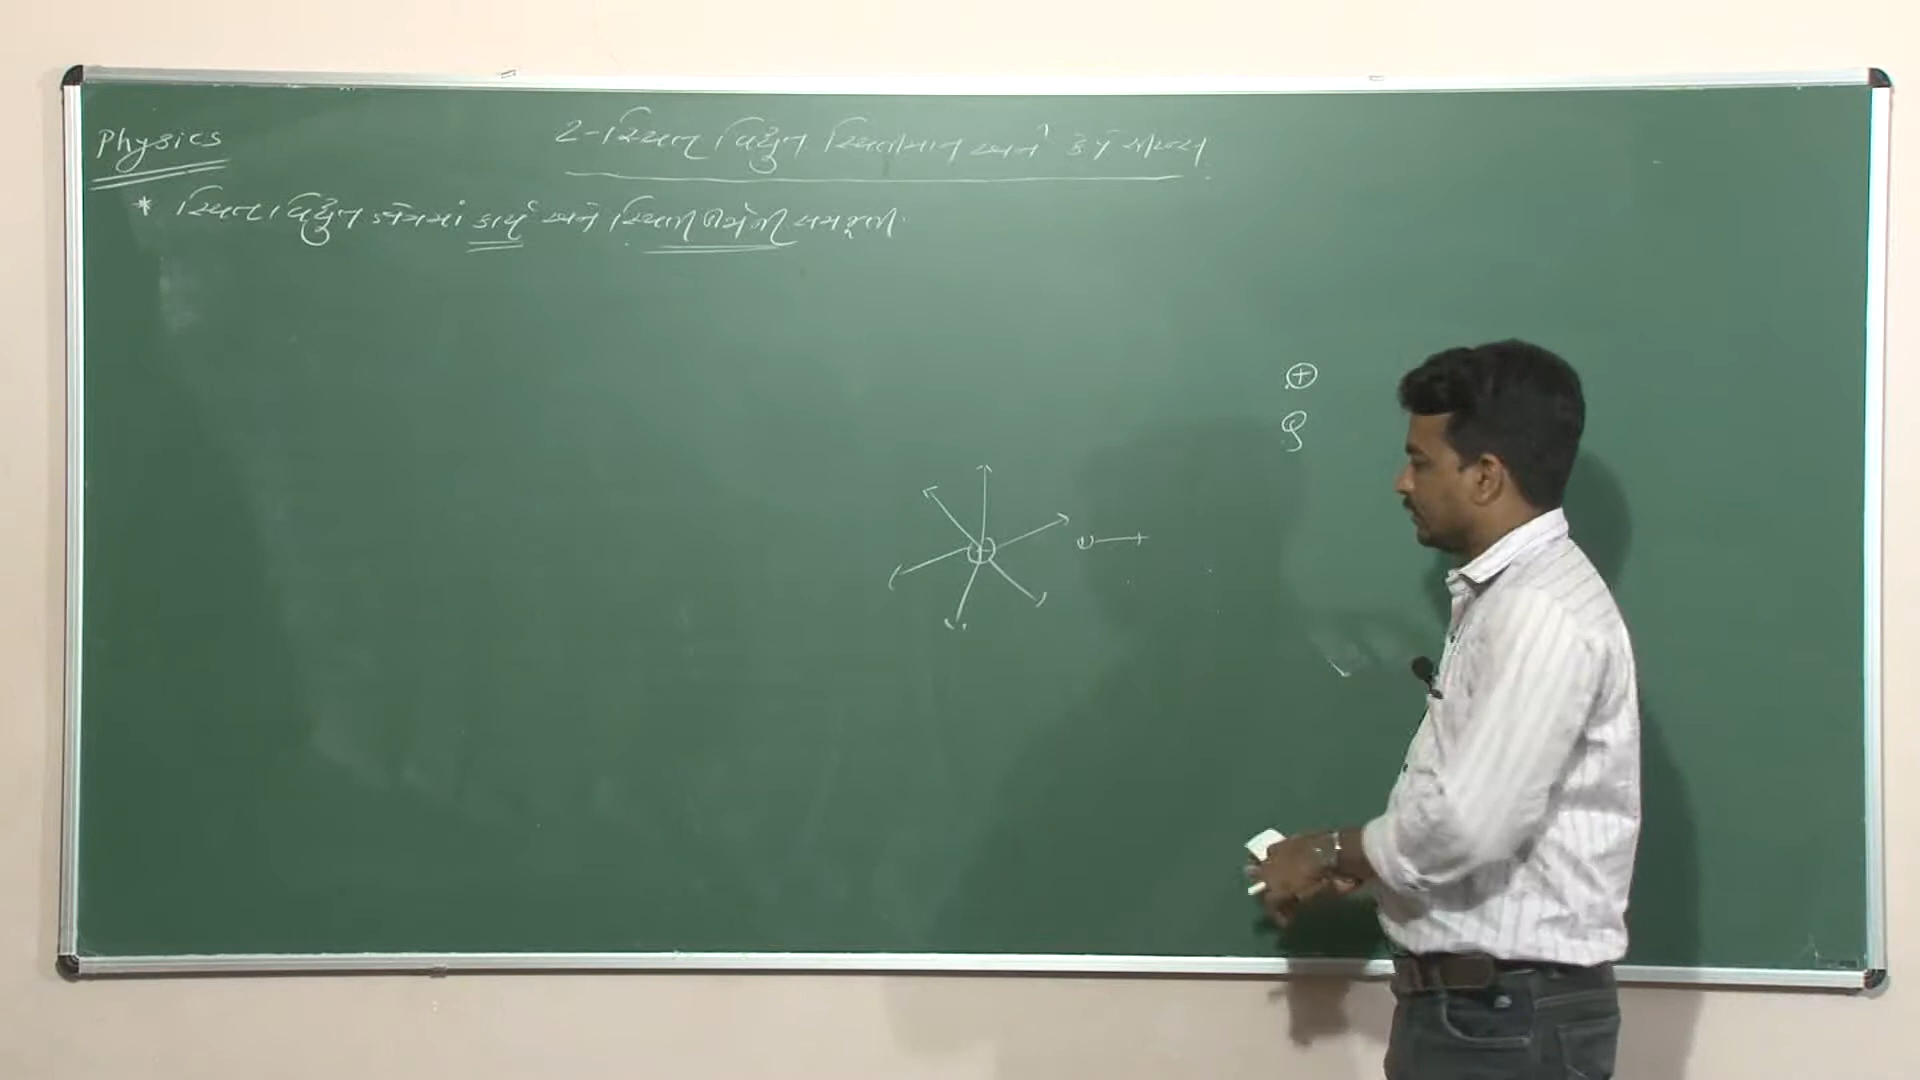 Physics
2-સ્થિત વિદ્યુત સ્થિતિમાન અને કેપેસિટન્સ
* સ્થિત વિદ્યુત ક્ષેત્રમાં કાર્ય અને સ્થિતિ ઊર્જાની સમજૂતી.
+
Q
+